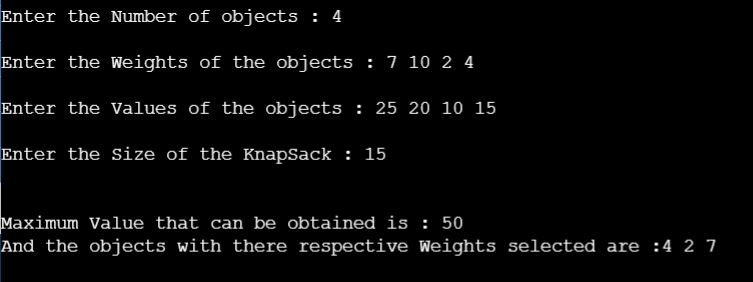 Enter the Number of objects : 4
Enter the Weights of the objects : 7 10 2 4
Enter the Values of the objects : 25 20 10 15
Enter the Size of the KnapSack : 15
Maximum Value that can be obtained is : 50
And the objects with there respective Weights selected are :4 2 7